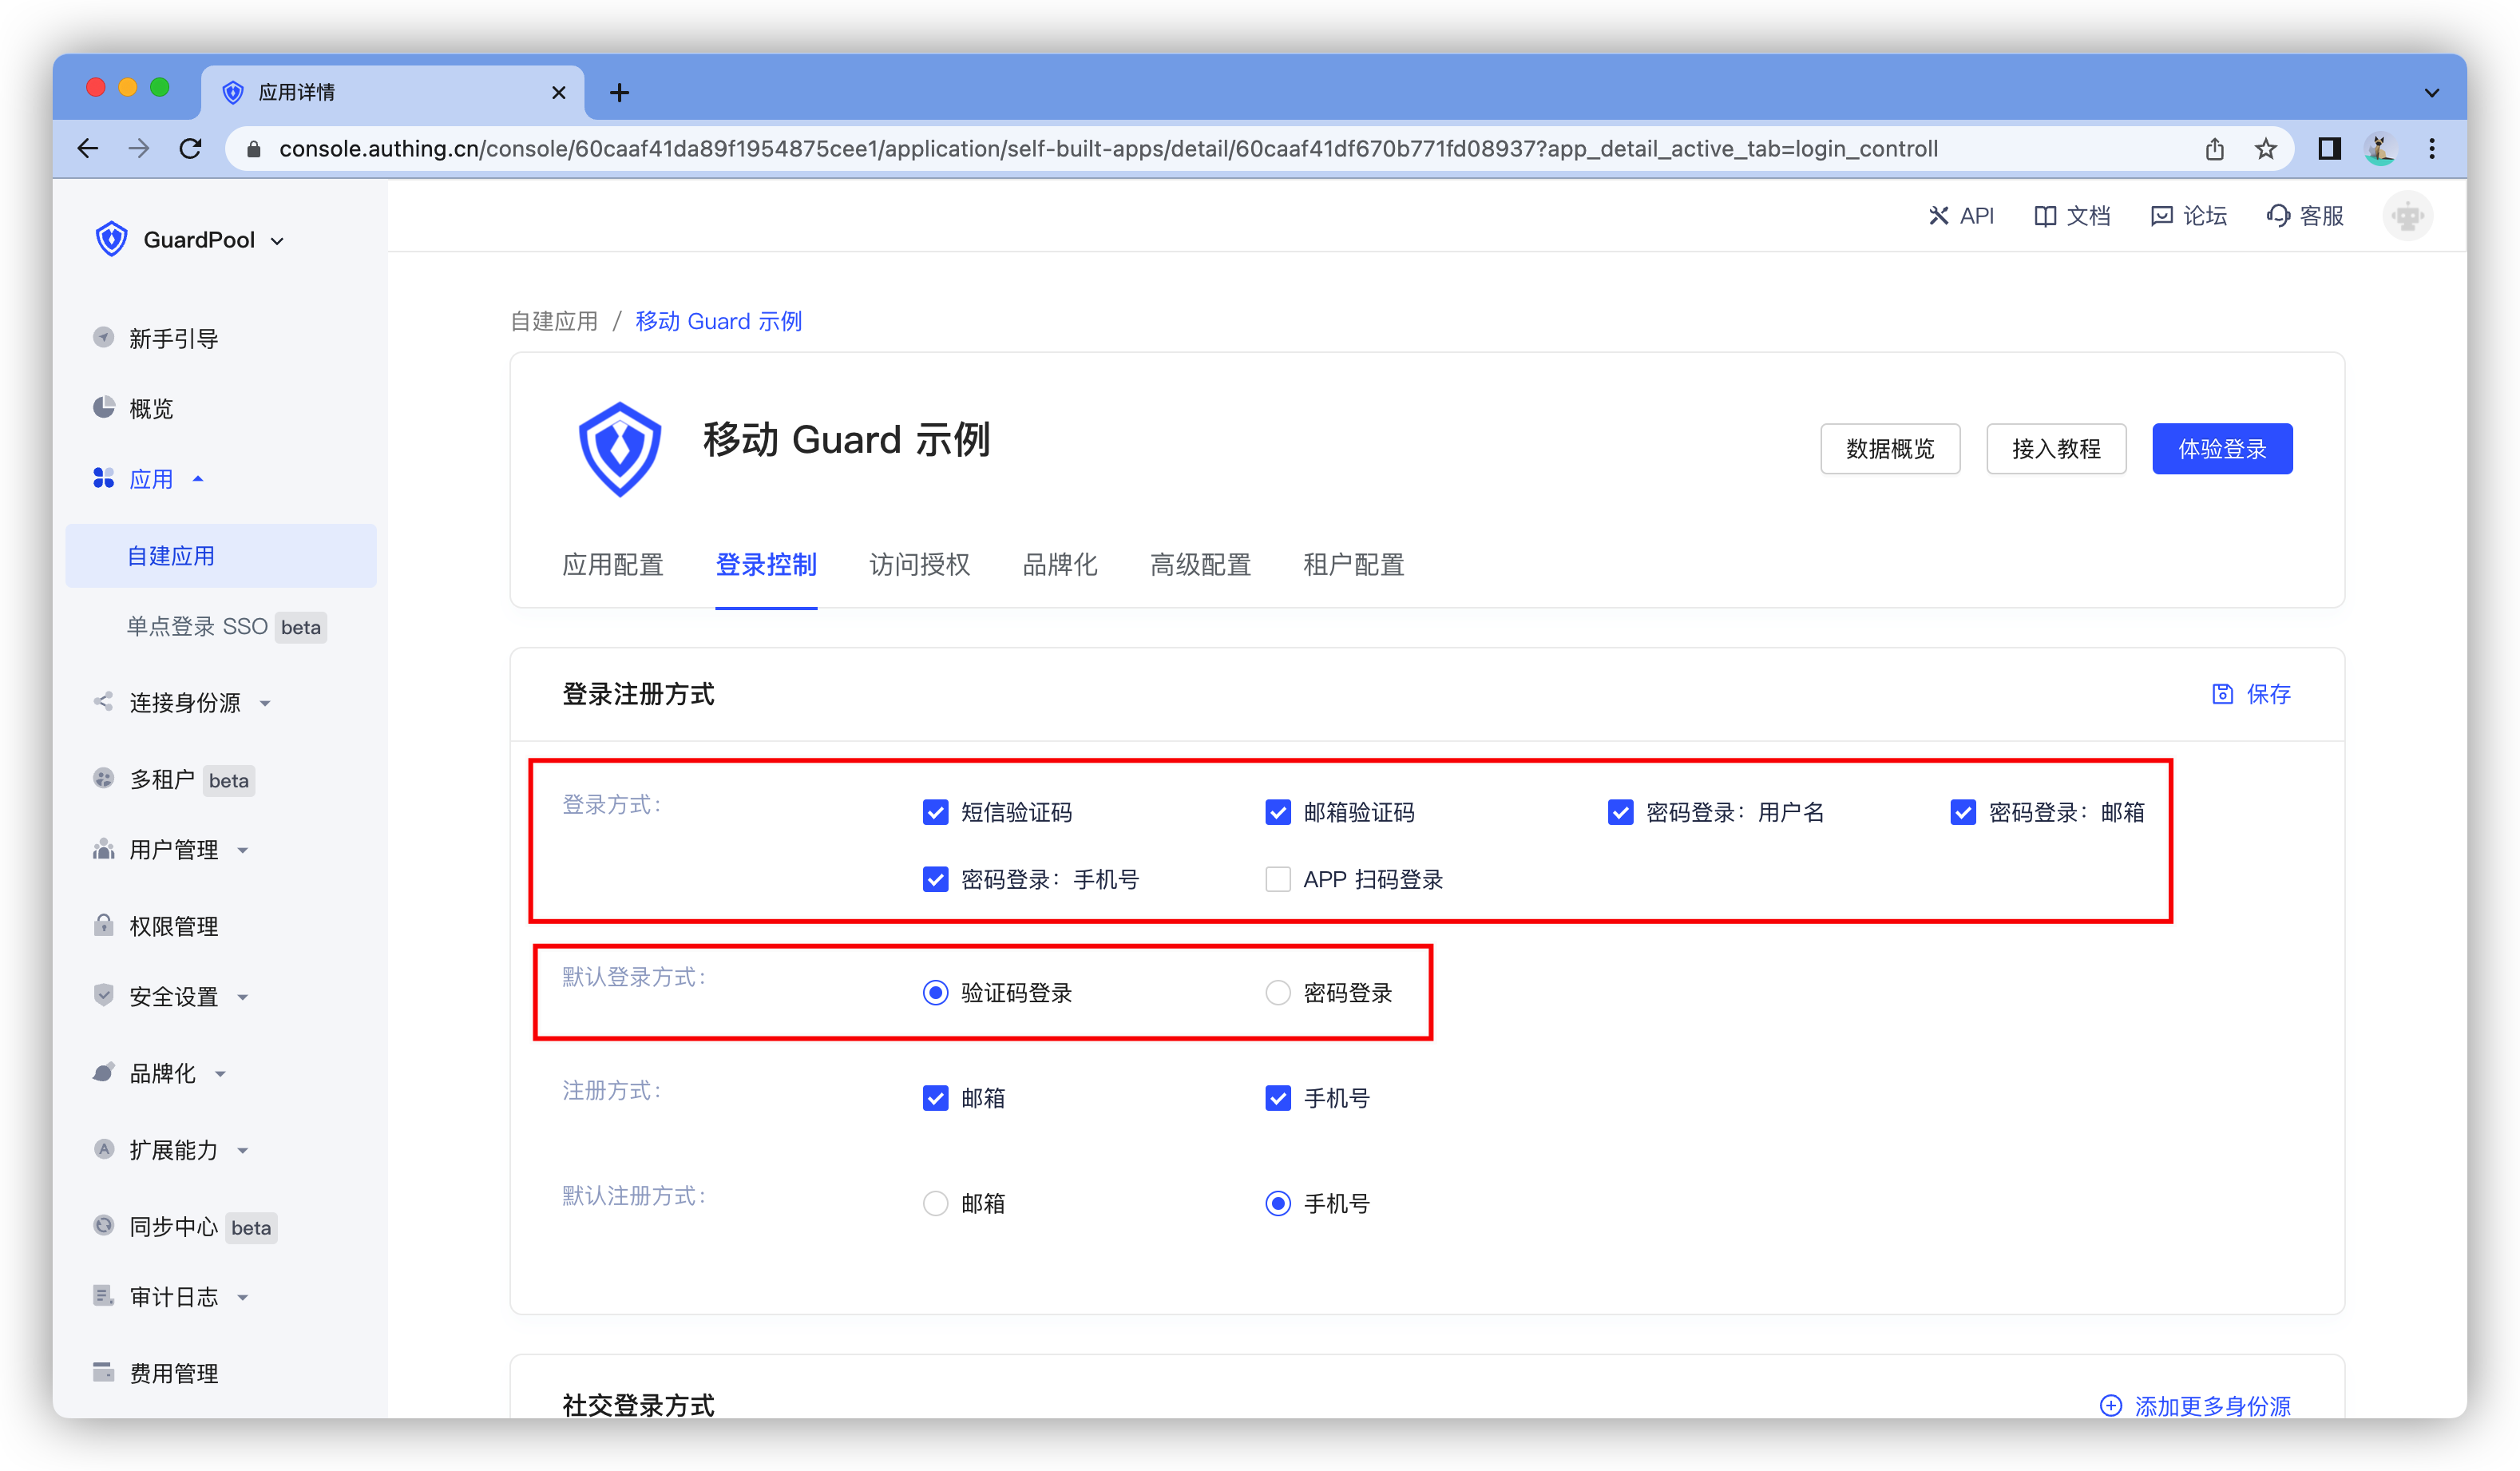 应用详情
console.authing.cn/console/60caaf41da89f1954875cee1/application/self-built-apps/detail/60caaf41df670b771fd08937?app_detail_active_tab=login_controll
GuardPool
API 文档 论坛 客服
新手引导
概览
应用
自建应用
单点登录 SSO beta
连接身份源
多租户 beta
用户管理
权限管理
安全设置
品牌化
扩展能力
同步中心 beta
审计日志
费用管理
自建应用 / 移动 Guard 示例
移动 Guard 示例
数据概览 接入教程 体验登录
应用配置 登录控制 访问授权 品牌化 高级配置 租户配置
登录注册方式 保存
登录方式： 短信验证码 邮箱验证码 密码登录：用户名 密码登录：邮箱
密码登录：手机号 APP 扫码登录
默认登录方式： 验证码登录 密码登录
注册方式： 邮箱 手机号
默认注册方式： 邮箱 手机号
社交登录方式 添加更多身份源